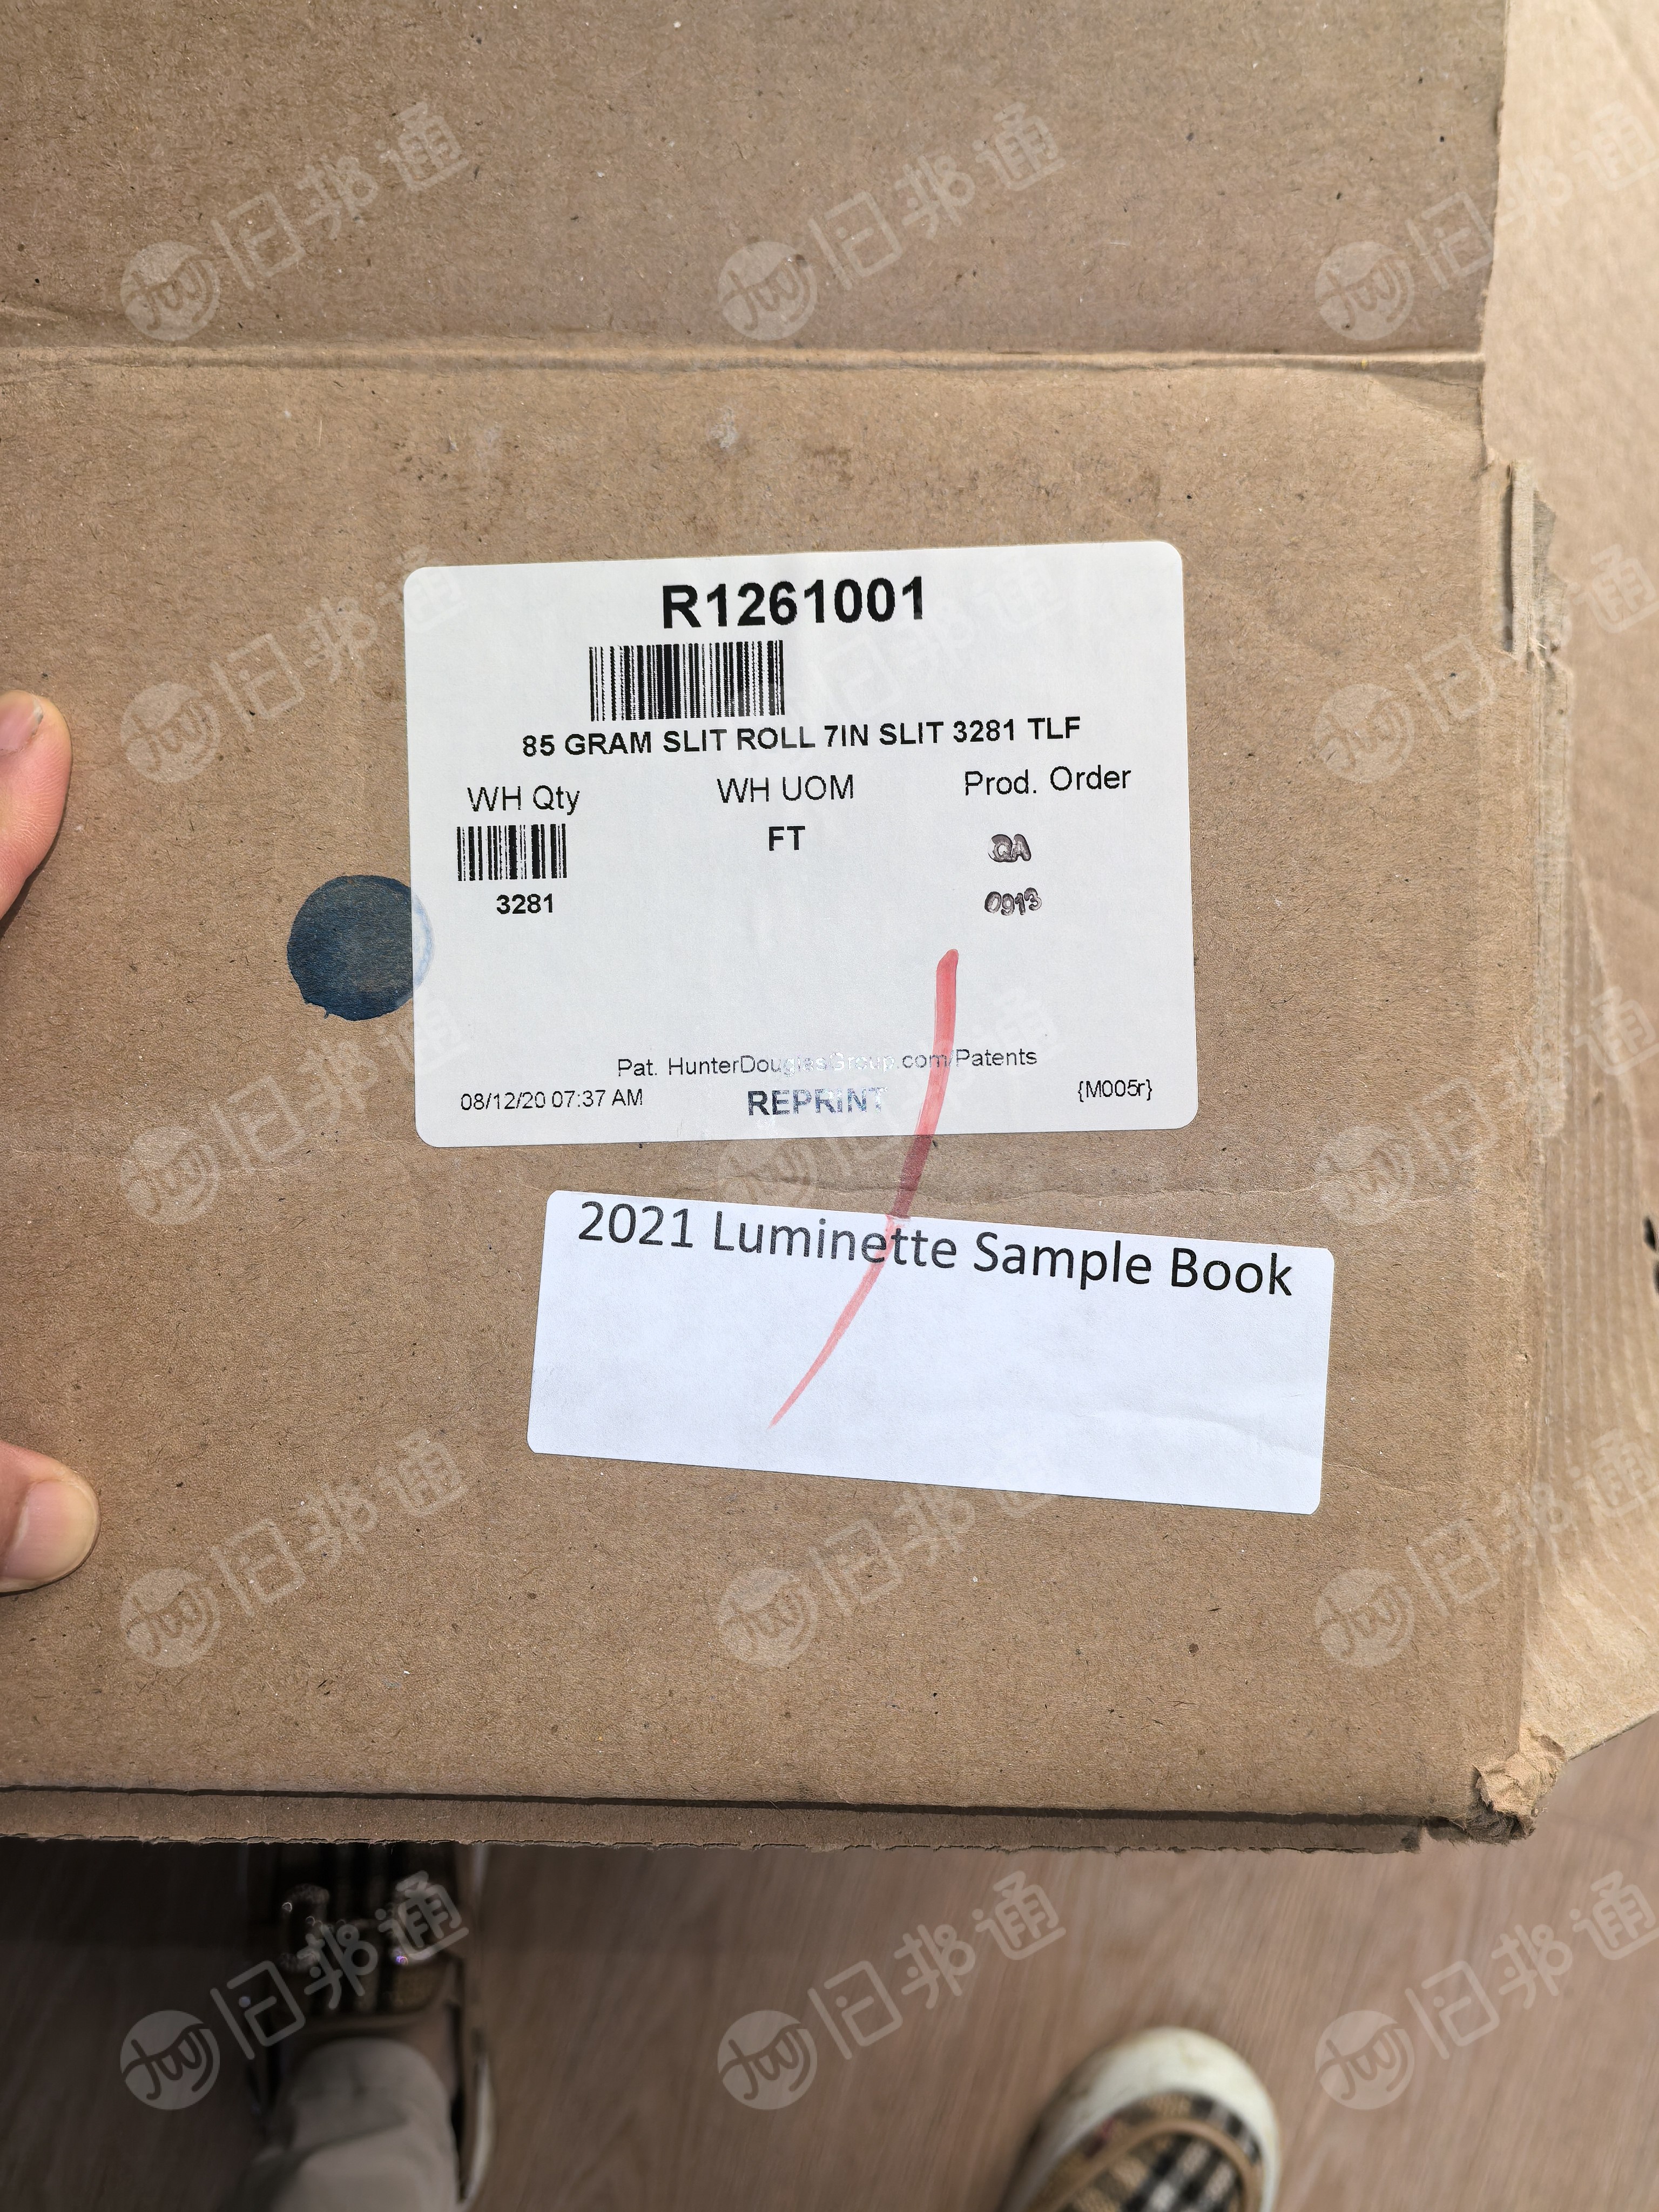 R1261001
85 GRAM SLIT ROLL 7IN SLIT 3281 TLF
WH Qty WH UOM Prod. Order
FT QA
3281 0913
Pat. HunterDouglasGroup.com/Patents
08/12/20 07:37 AM REPRINT {M005r}
2021 Luminette Sample Book
旧邦通